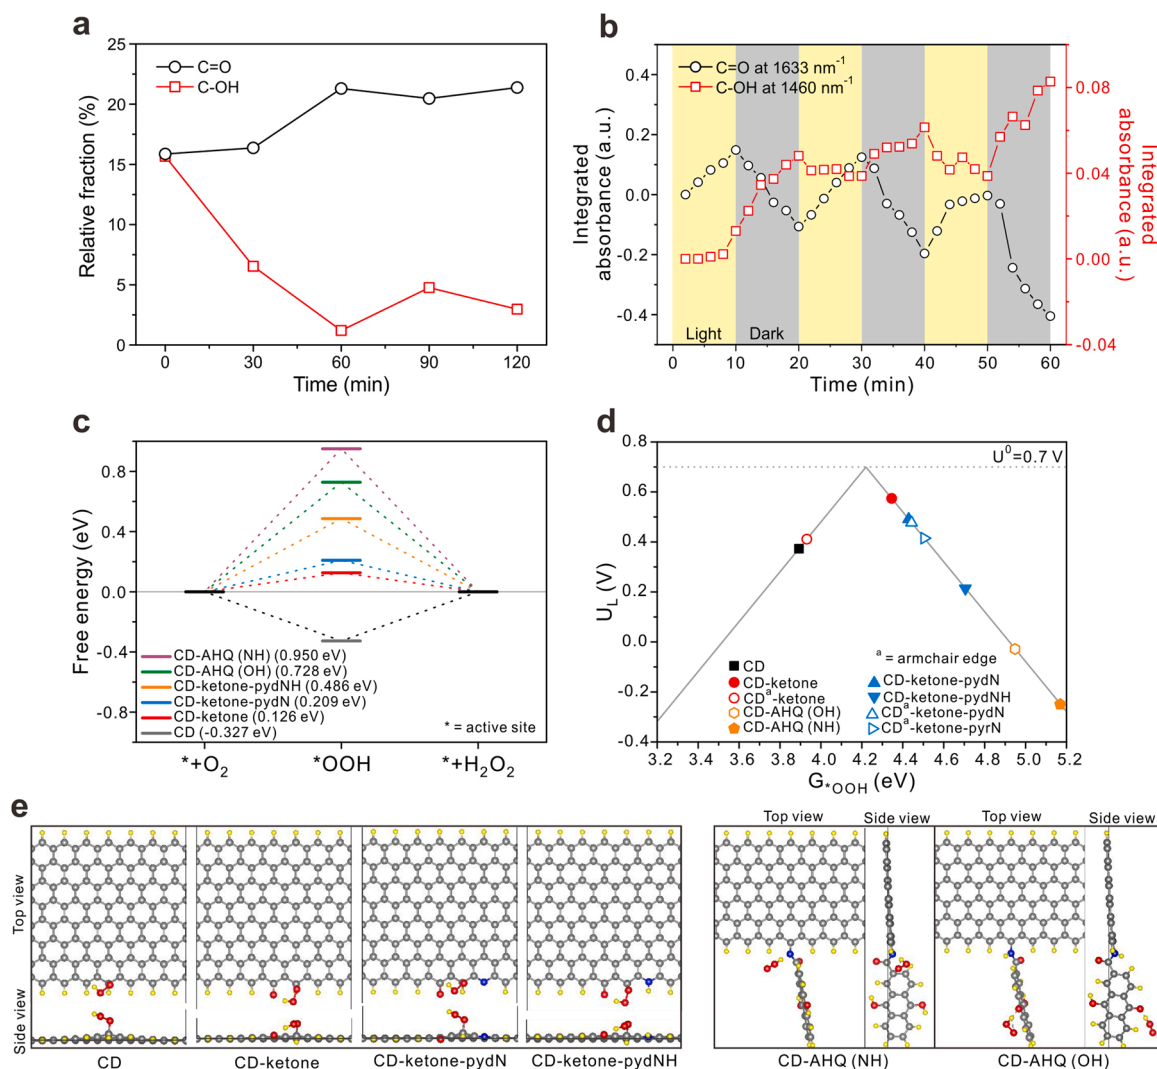 a
25
20
15
10
5
0
Relative fraction (%)
C=O
C-OH
0
30
60
90
120
Time (min)
b
0.4
0.2
0.0
-0.2
-0.4
Integrated
absorbance (a.u.)
C=O at 1633 nm⁻¹
C-OH at 1460 nm⁻¹
Light
Dark
0
10
20
30
40
50
60
Time (min)
0.08
0.04
0.00
-0.04
Integrated
absorbance (a.u.)
c
0.8
0.4
0.0
-0.4
-0.8
Free energy (eV)
CD-AHQ (NH) (0.950 eV)
CD-AHQ (OH) (0.728 eV)
CD-ketone-pydNH (0.486 eV)
CD-ketone-pydN (0.209 eV)
CD-ketone (0.126 eV)
CD (-0.327 eV)
* = active site
*+O₂
*OOH
*+H₂O₂
d
0.8
0.6
0.4
0.2
0.0
-0.2
-0.4
U_L (V)
U⁰=0.7 V
CD
CD-ketone
CDᵃ-ketone
CD-AHQ (OH)
CD-AHQ (NH)
ᵃ = armchair edge
CD-ketone-pydN
CD-ketone-pydNH
CDᵃ-ketone-pydN
CDᵃ-ketone-pyrN
3.2
3.4
3.6
3.8
4.0
4.2
4.4
4.6
4.8
5.0
5.2
G*OOH (eV)
e
Top view
Side view
CD
CD-ketone
CD-ketone-pydN
CD-ketone-pydNH
Top view
Side view
Top view
Side view
CD-AHQ (NH)
CD-AHQ (OH)